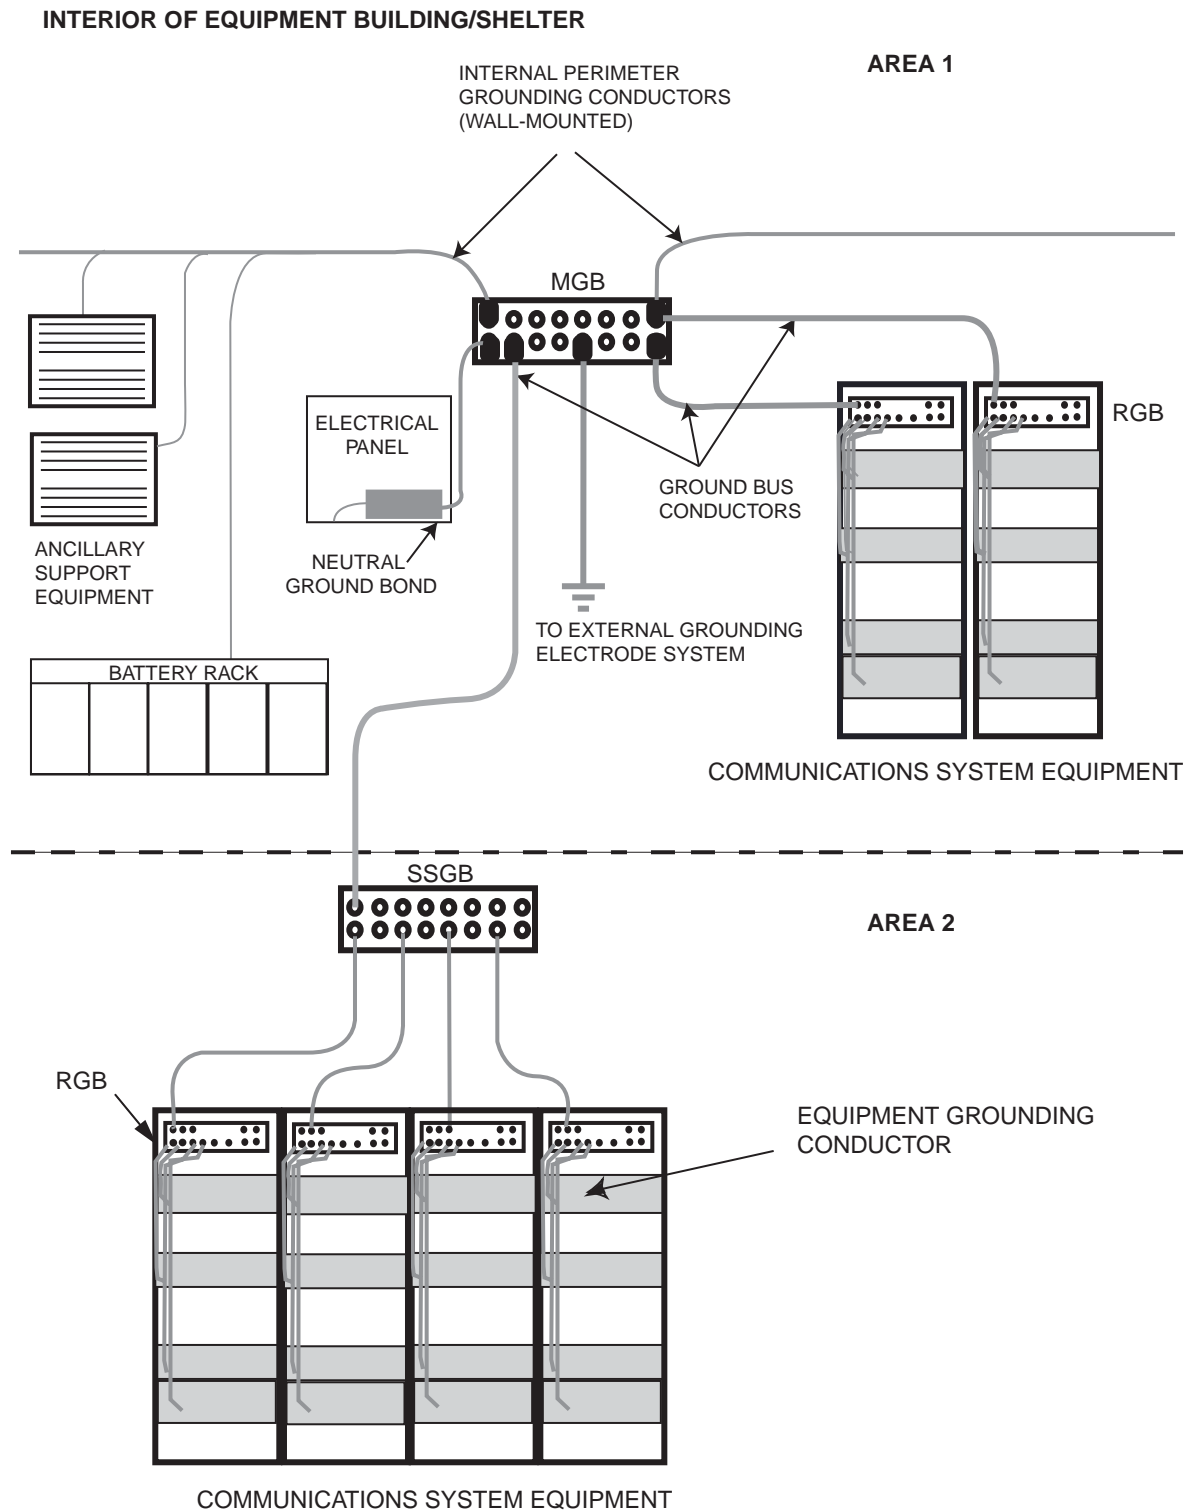 INTERIOR OF EQUIPMENT BUILDING/SHELTER
AREA 1
INTERNAL PERIMETER
GROUNDING CONDUCTORS
(WALL-MOUNTED)
MGB
ELECTRICAL
PANEL
RGB
GROUND BUS
CONDUCTORS
ANCILLARY
SUPPORT
EQUIPMENT
NEUTRAL
GROUND BOND
TO EXTERNAL GROUNDING
ELECTRODE SYSTEM
BATTERY RACK
COMMUNICATIONS SYSTEM EQUIPMENT
SSGB
AREA 2
RGB
EQUIPMENT GROUNDING
CONDUCTOR
COMMUNICATIONS SYSTEM EQUIPMENT